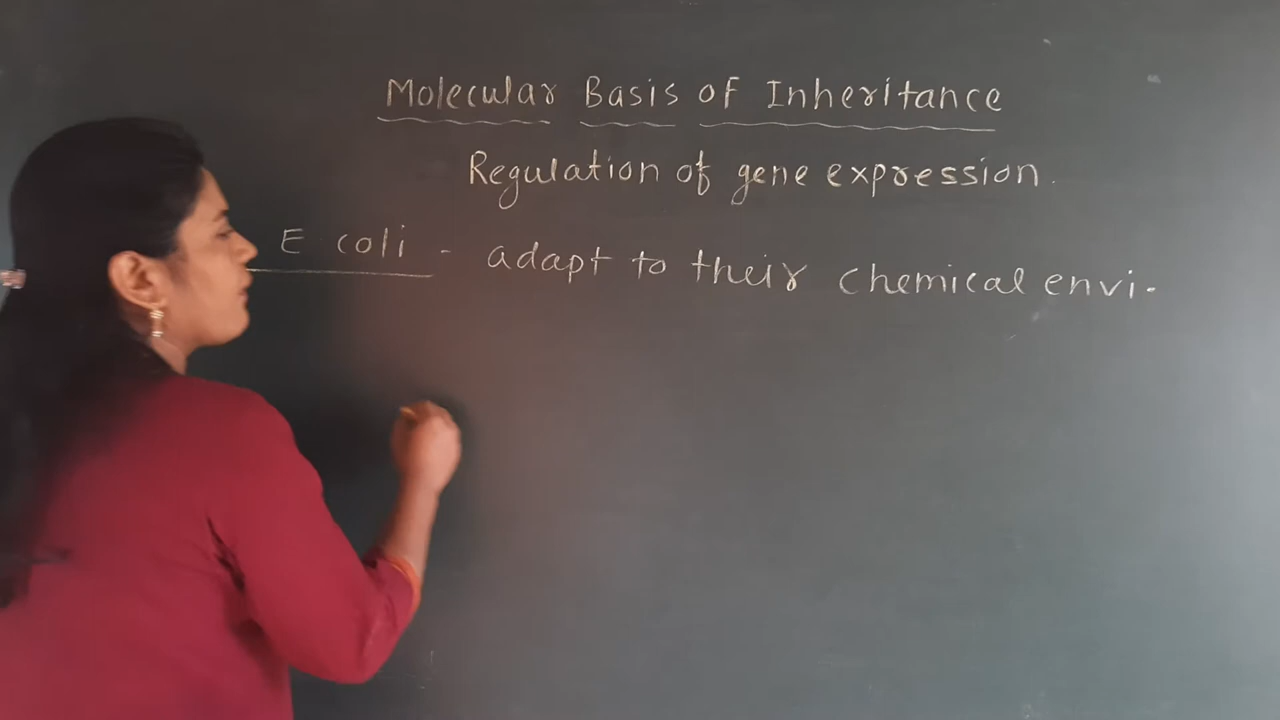 Molecular Basis of Inheritance
Regulation of gene expression.
E coli - adapt to their chemical envi.